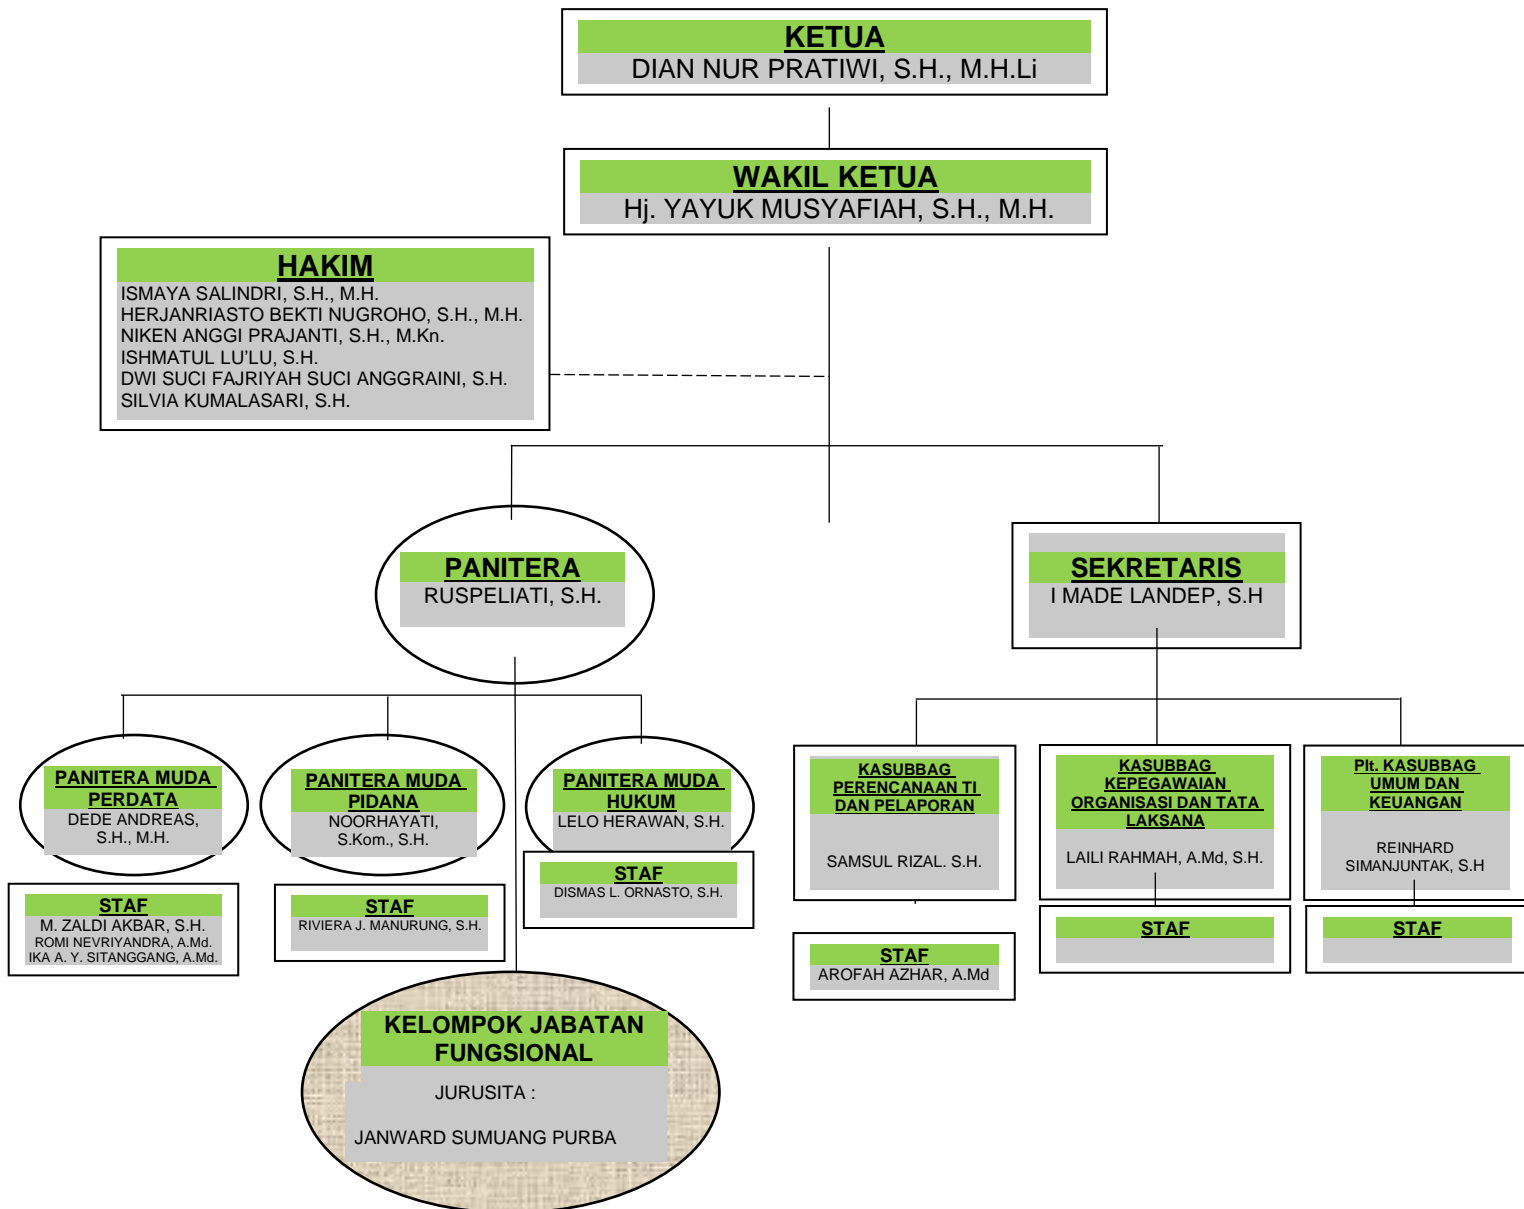 KETUA
DIAN NUR PRATIWI, S.H., M.H.Li
WAKIL KETUA
Hj. YAYUK MUSYAFIAH, S.H., M.H.
HAKIM
ISMAYA SALINDRI, S.H., M.H.
HERJANRIASTO BEKTI NUGROHO, S.H., M.H.
NIKEN ANGGI PRAJANTI, S.H., M.Kn.
ISHMATUL LU'LU, S.H.
DWI SUCI FAJRIYAH SUCI ANGGRAINI, S.H.
SILVIA KUMALASARI, S.H.
PANITERA
RUSPELIATI, S.H.
SEKRETARIS
I MADE LANDEP, S.H
PANITERA MUDA
PERDATA
DEDE ANDREAS,
S.H., M.H.
STAF
M. ZALDI AKBAR, S.H.
ROMI NEVRIYANDRA, A.Md.
IKA A. Y. SITANGGANG, A.Md.
PANITERA MUDA
PIDANA
NOORHAYATI,
S.Kom., S.H.
STAF
RIVIERA J. MANURUNG, S.H.
PANITERA MUDA
HUKUM
LELO HERAWAN, S.H.
STAF
DISMAS L. ORNASTO, S.H.
KELOMPOK JABATAN
FUNGSIONAL
JURUSITA :
JANWARD SUMUANG PURBA
KASUBBAG
PERENCANAAN TI
DAN PELAPORAN
SAMSUL RIZAL. S.H.
STAF
AROFAH AZHAR, A.Md
KASUBBAG
KEPEGAWAIAN
ORGANISASI DAN TATA
LAKSANA
LAILI RAHMAH, A.Md, S.H.
STAF
Plt. KASUBBAG
UMUM DAN
KEUANGAN
REINHARD
SIMANJUNTAK, S.H
STAF